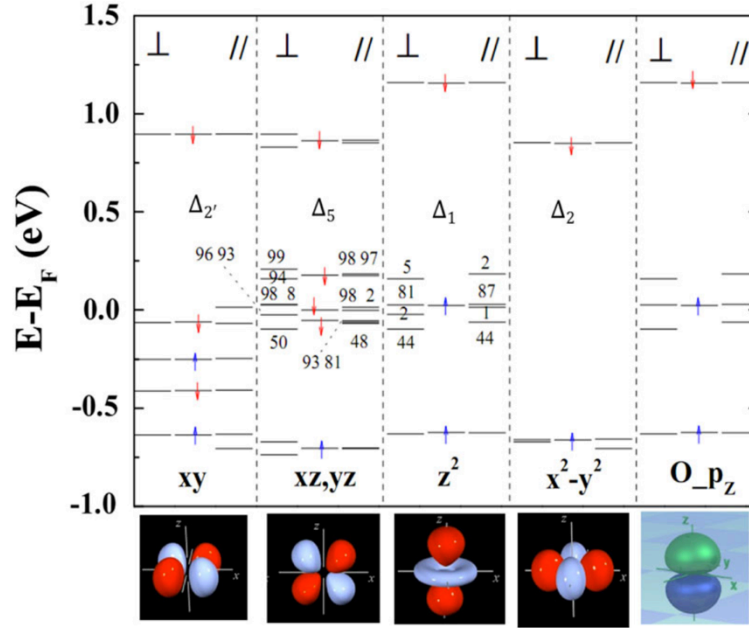 ⊥ // ⊥ // ⊥ // ⊥ // ⊥ //
1.5
1.0
0.5
0.0
-0.5
-1.0
E-E_F (eV)
Δ2' Δ5 Δ1 Δ2
96 93
99 98 97
94
98 8 98 2
50 48
93 81
5 2
81 87
2 1
44 44
xy xz,yz z² x²-y² O_pz
z x
z x
z x
z x
z y x